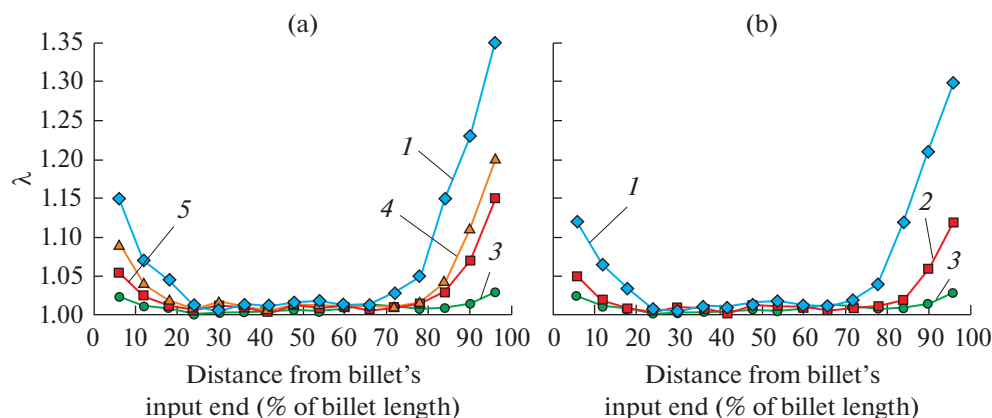 (a)
(b)
1.35
1.30
1.25
1.20
1.15
1.10
1.05
1.00
λ
1
5
4
3
1
2
3
0 10 20 30 40 50 60 70 80 90 100
0 10 20 30 40 50 60 70 80 90 100
Distance from billet's
input end (% of billet length)
Distance from billet's
input end (% of billet length)